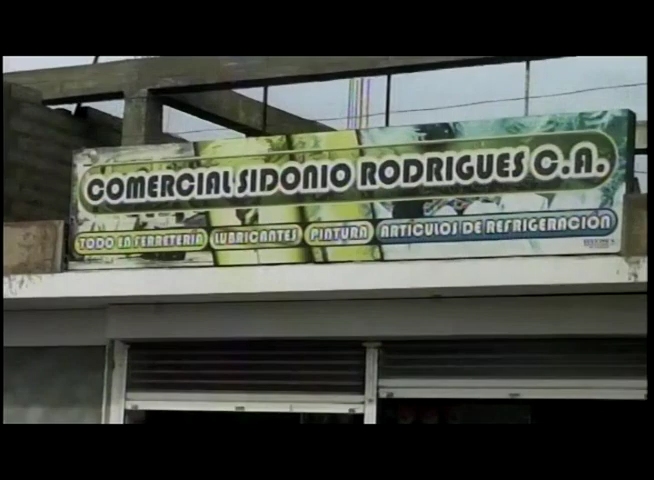 COMERCIAL SIDONIO RODRIGUES C.A.
TODO EN FERRETERIA LUBRICANTES PINTURA ARTICULOS DE REFRIGERACION